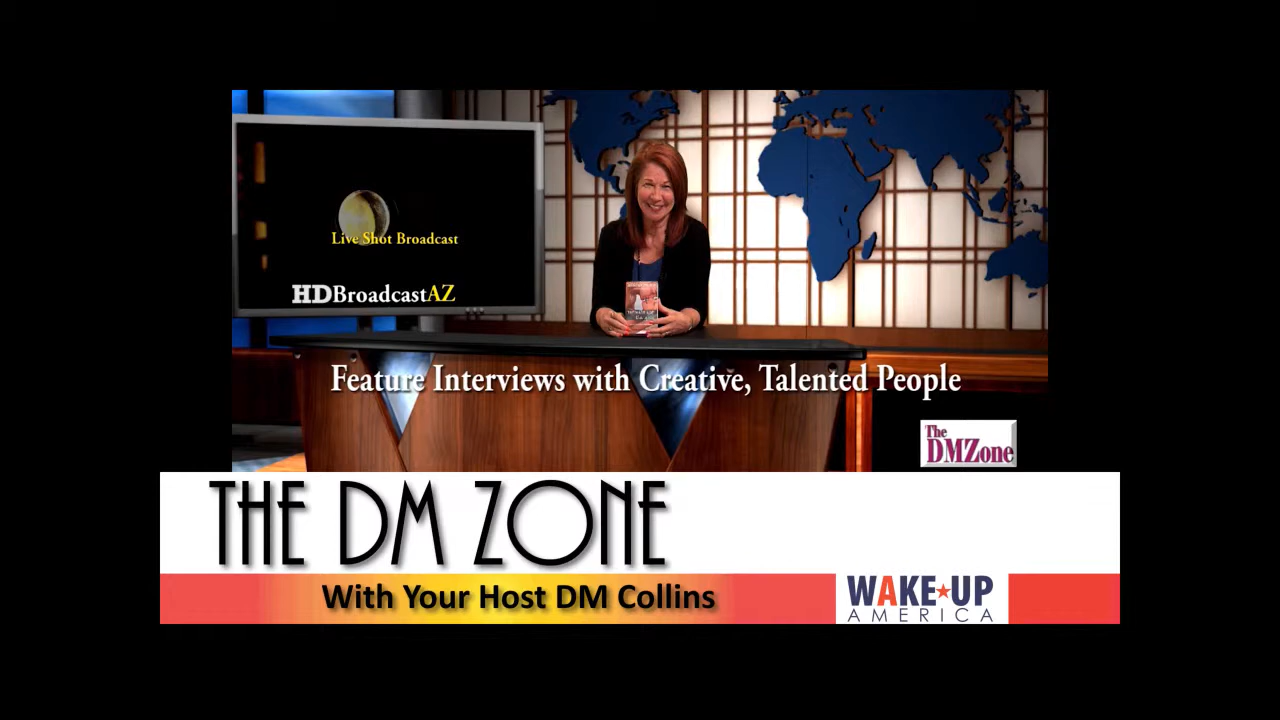 Live Shot Broadcast
HDBroadcastAZ
Feature Interviews with Creative, Talented People
The
DMZone
THE DM ZONE
With Your Host DM Collins
WAKE★UP
AMERICA